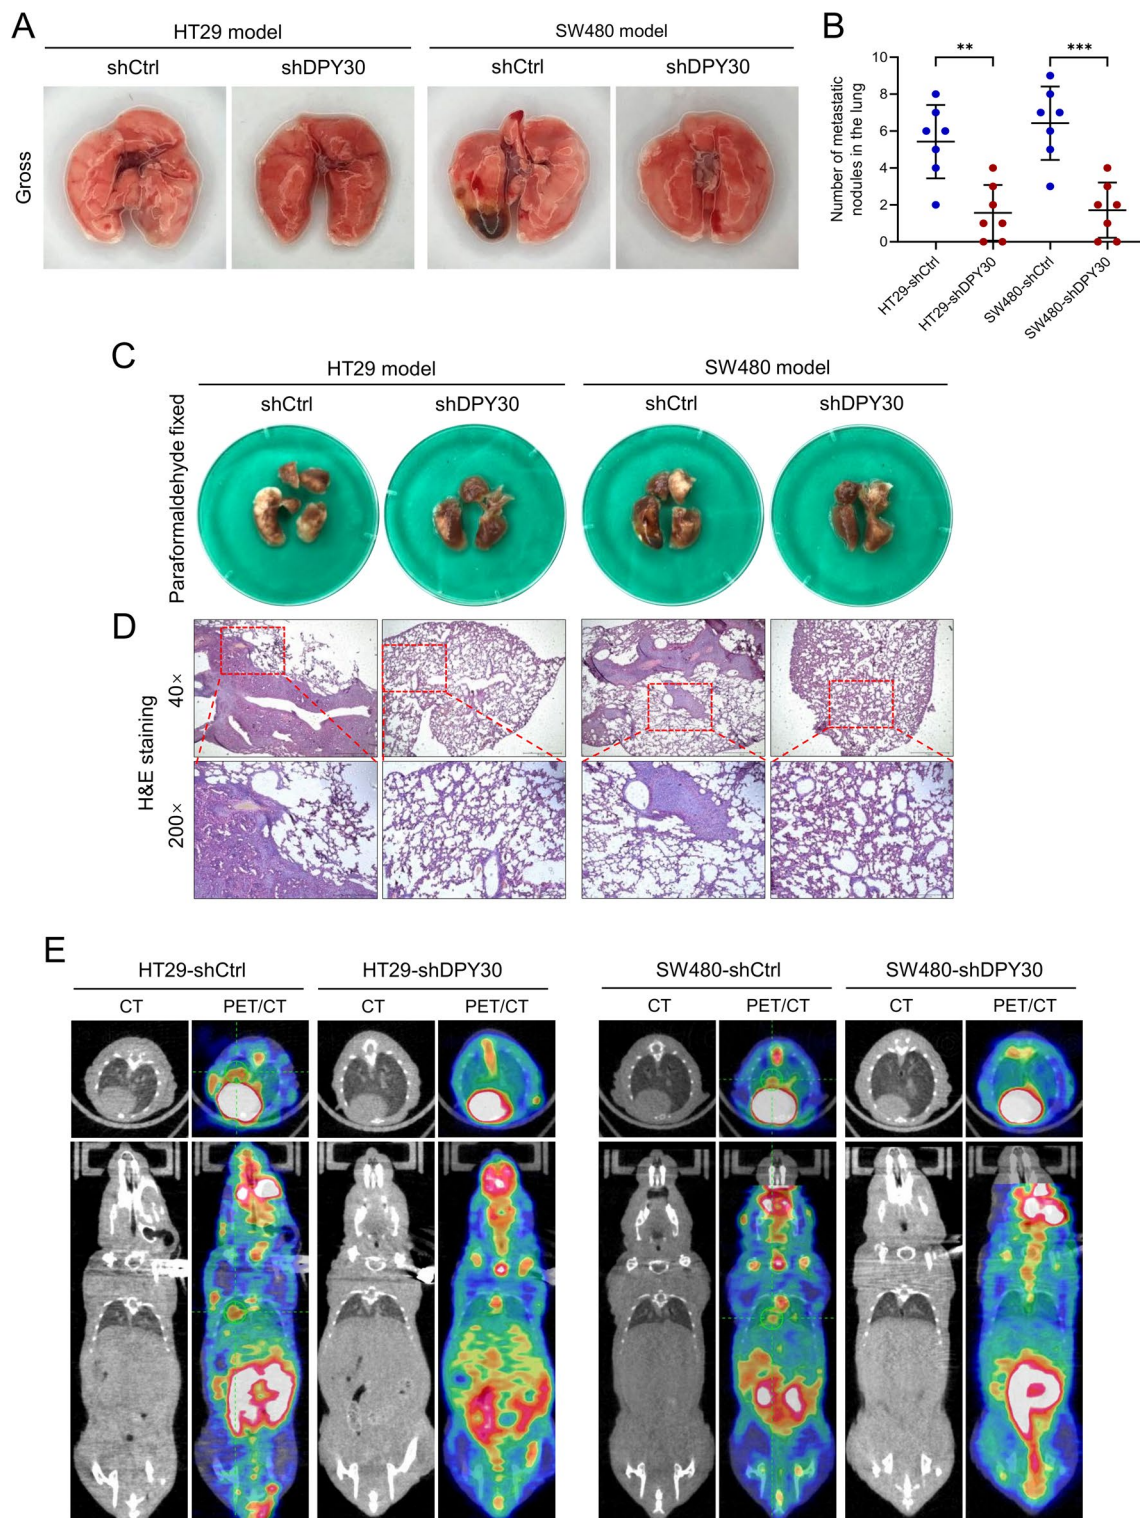 A
HT29 model
SW480 model
shCtrl
shDPY30
shCtrl
shDPY30
Gross
B
Number of metastatic
nodules in the lung
10
8
6
4
2
0
**
***
HT29-shCtrl
HT29-shDPY30
SW480-shCtrl
SW480-shDPY30
C
HT29 model
SW480 model
shCtrl
shDPY30
shCtrl
shDPY30
Paraformaldehyde fixed
D
H&E staining
40×
200×
E
HT29-shCtrl
HT29-shDPY30
SW480-shCtrl
SW480-shDPY30
CT
PET/CT
CT
PET/CT
CT
PET/CT
CT
PET/CT